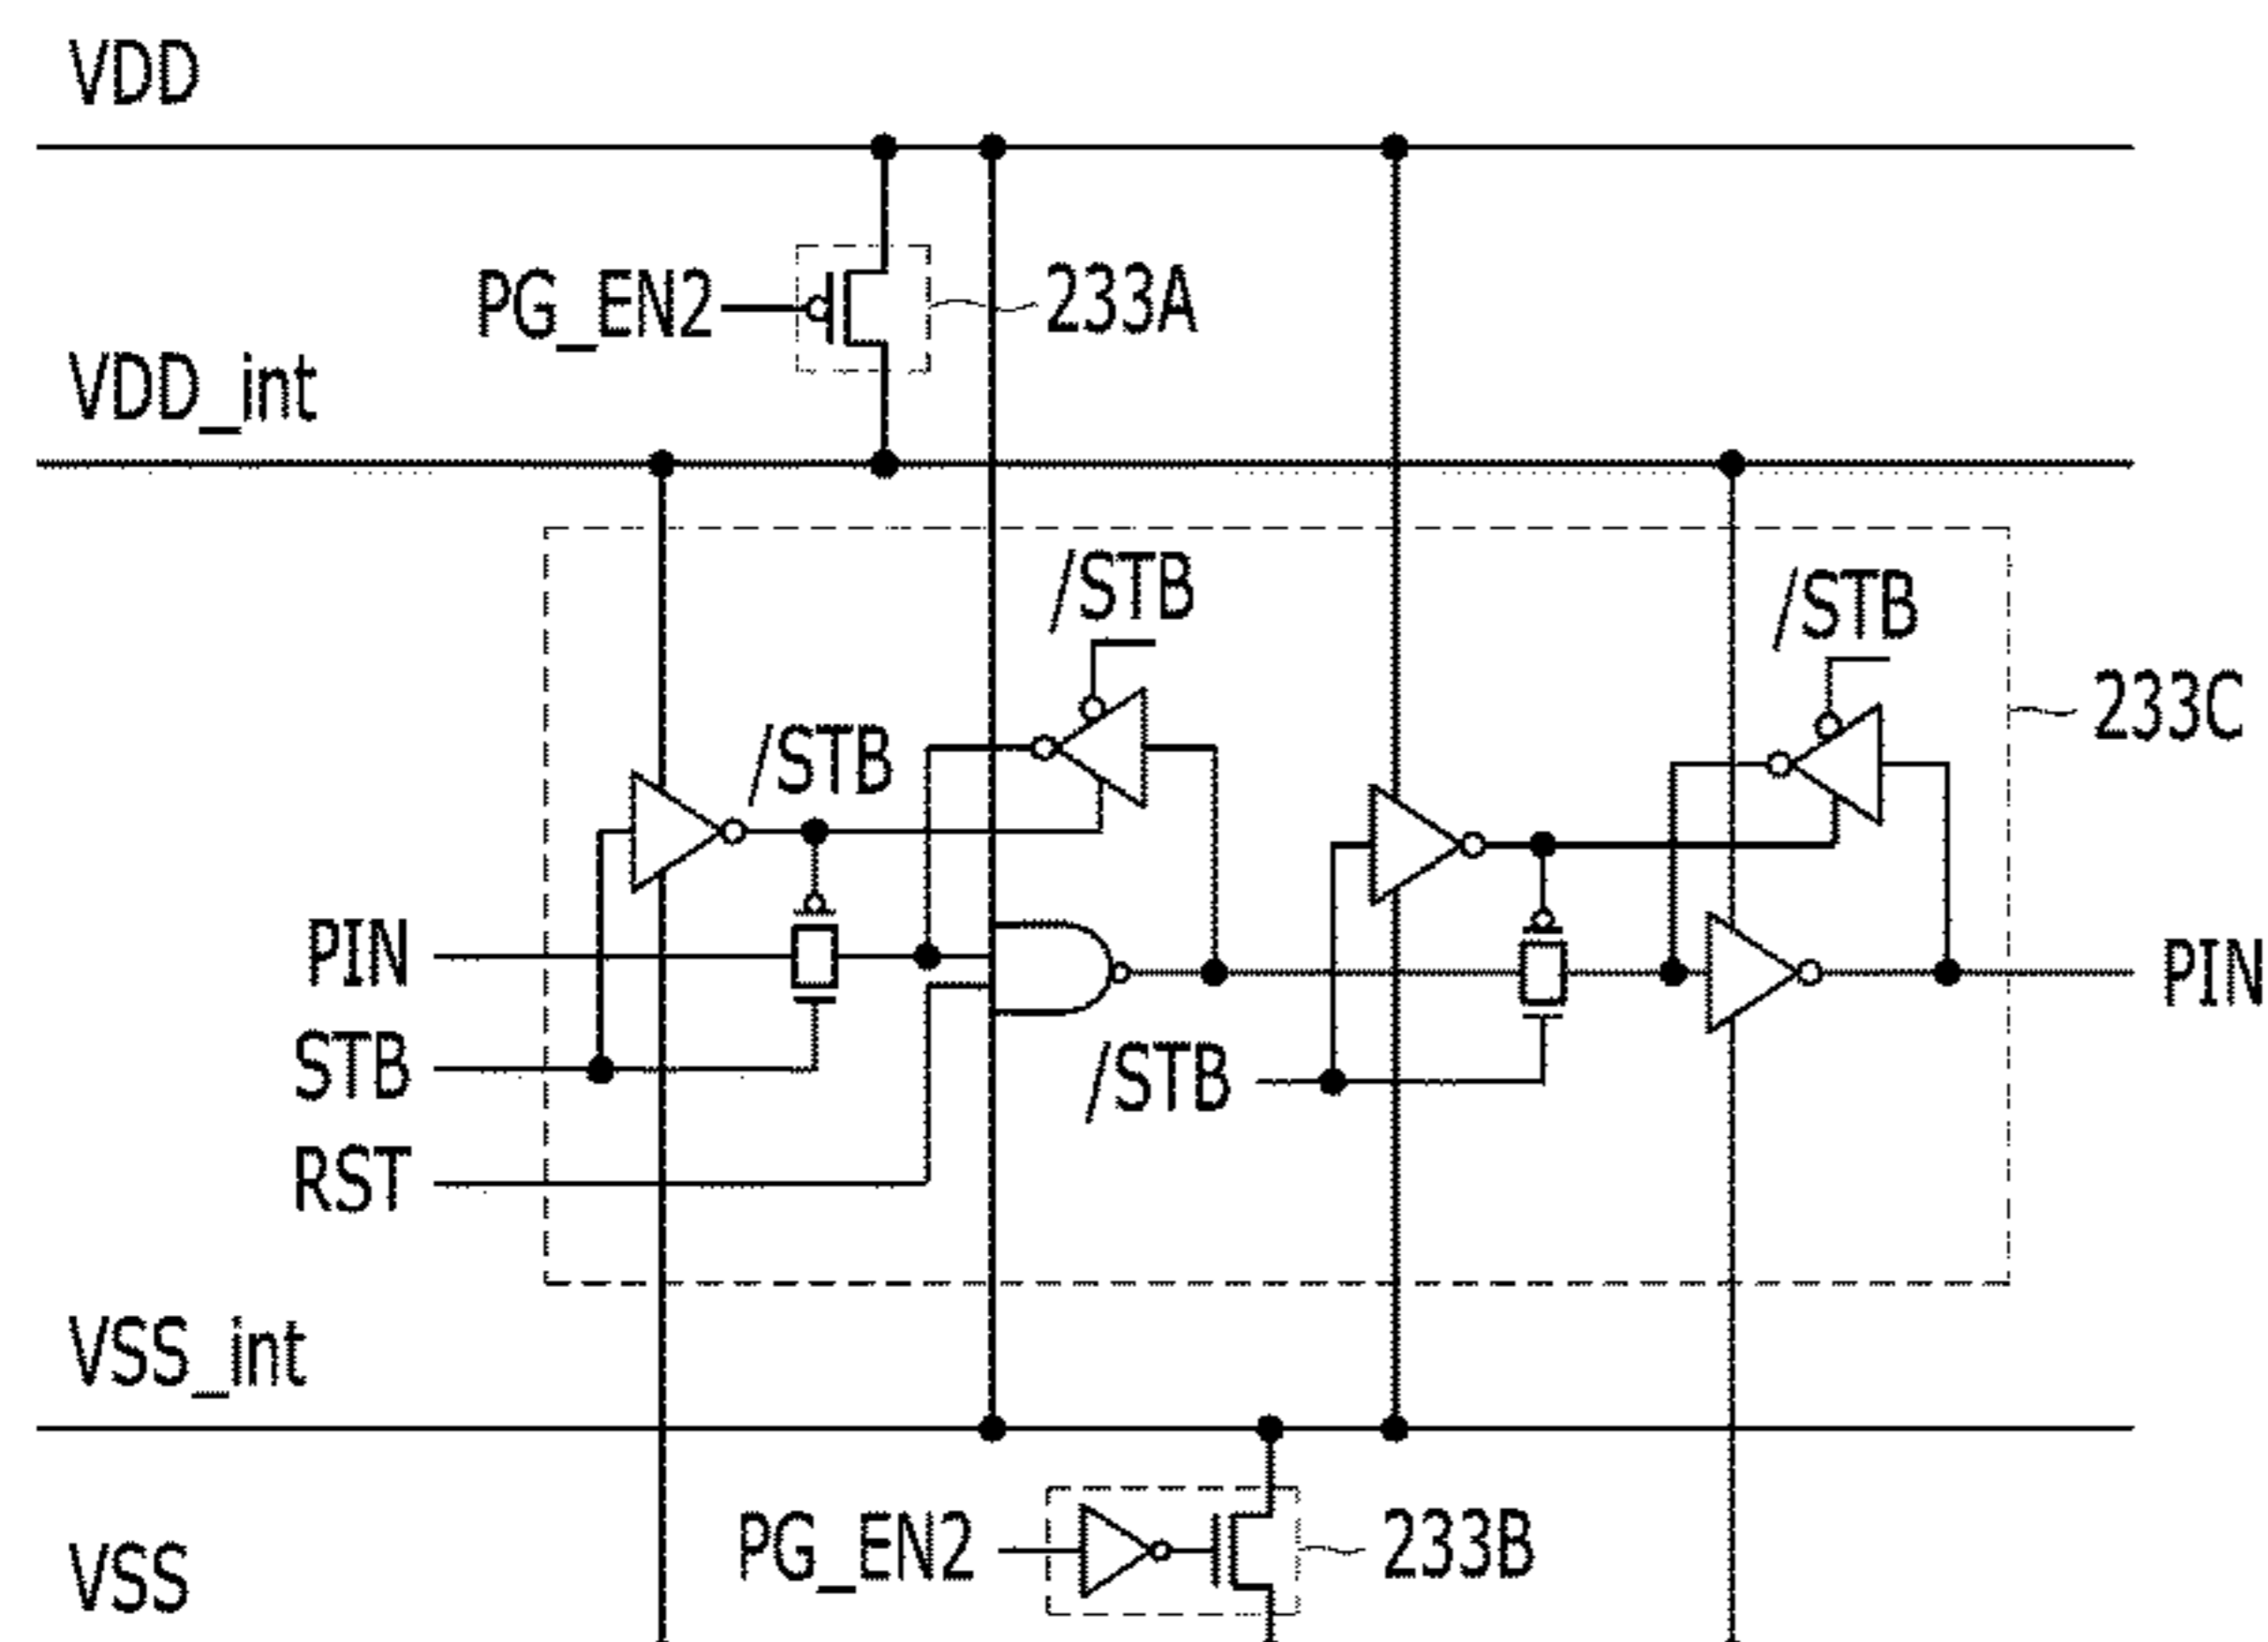 VDD
PG_EN2
233A
VDD_int
/STB
/STB
233C
/STB
PIN
PIN
STB
/STB
RST
VSS_int
PG_EN2
233B
VSS